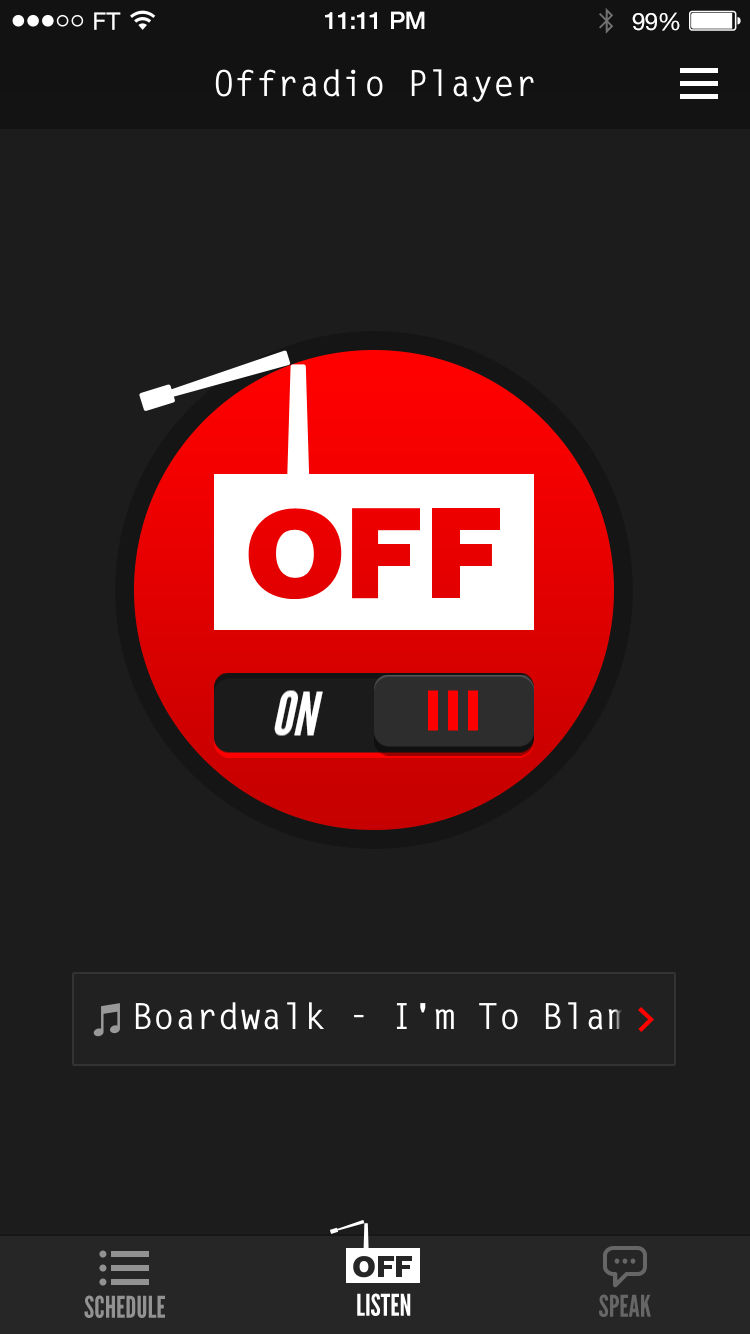 FT 11:11 PM 99%
Offradio Player
OFF
ON
Boardwalk - I'm To Blam
OFF
SCHEDULE LISTEN SPEAK